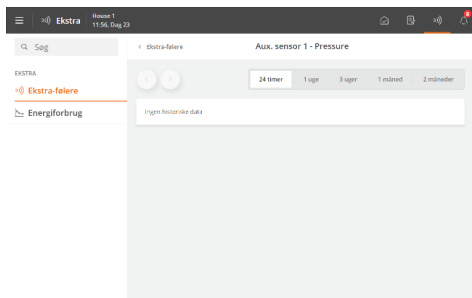 Ekstra
House 1
11:56, Dag 23
8
Søg
Ekstra-følere
Aux. sensor 1 - Pressure
EKSTRA
Ekstra-følere
Energiforbrug
24 timer
1 uge
3 uger
1 måned
2 måneder
Ingen historiske data